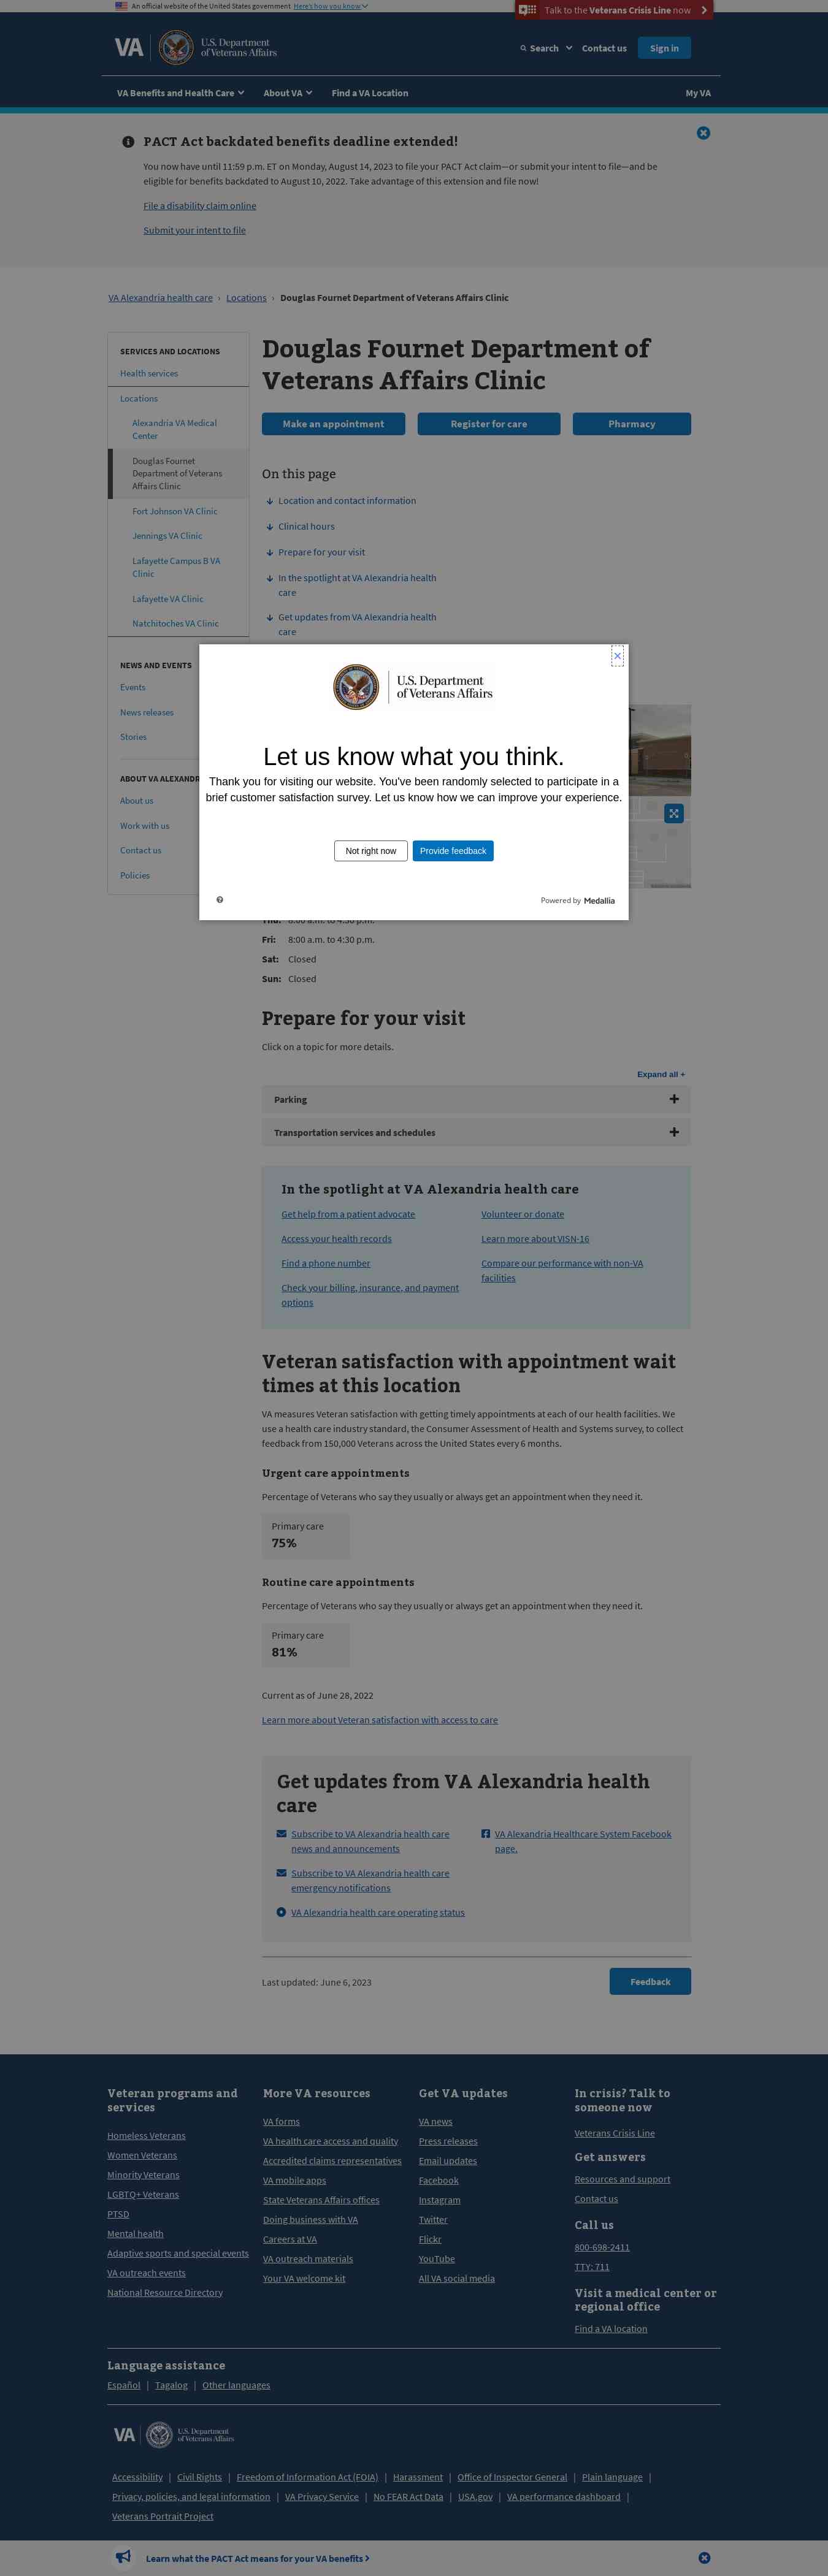 An official website of the United States government Here's how you know
Talk to the Veterans Crisis Line now
VA
U.S. Department
of Veterans Affairs
Search
Contact us
Sign in
VA Benefits and Health Care
About VA
Find a VA Location
My VA
PACT Act backdated benefits deadline extended!
You now have until 11:59 p.m. ET on Monday, August 14, 2023 to file your PACT Act claim—or submit your intent to file—and be
eligible for benefits backdated to August 10, 2022. Take advantage of this extension and file now!
File a disability claim online
Submit your intent to file
VA Alexandria health care › Locations › Douglas Fournet Department of Veterans Affairs Clinic
SERVICES AND LOCATIONS
Health services
Locations
Alexandria VA Medical
Center
Douglas Fournet
Department of Veterans
Affairs Clinic
Fort Johnson VA Clinic
Jennings VA Clinic
Lafayette Campus B VA
Clinic
Lafayette VA Clinic
Natchitoches VA Clinic
NEWS AND EVENTS
Events
News releases
Stories
ABOUT VA ALEXANDR
About us
Work with us
Contact us
Policies
Douglas Fournet Department of
Veterans Affairs Clinic
Make an appointment
Register for care
Pharmacy
On this page
Location and contact information
Clinical hours
Prepare for your visit
In the spotlight at VA Alexandria health
care
Get updates from VA Alexandria health
care
×
U.S. Department
of Veterans Affairs
Let us know what you think.
Thank you for visiting our website. You've been randomly selected to participate in a
brief customer satisfaction survey. Let us know how we can improve your experience.
Not right now
Provide feedback
Powered by Medallia
Thu: 8:00 a.m. to 4:30 p.m.
Fri: 8:00 a.m. to 4:30 p.m.
Sat: Closed
Sun: Closed
Prepare for your visit
Click on a topic for more details.
Expand all +
Parking
Transportation services and schedules
In the spotlight at VA Alexandria health care
Get help from a patient advocate
Access your health records
Find a phone number
Check your billing, insurance, and payment
options
Volunteer or donate
Learn more about VISN-16
Compare our performance with non-VA
facilities
Veteran satisfaction with appointment wait
times at this location
VA measures Veteran satisfaction with getting timely appointments at each of our health facilities. We
use a health care industry standard, the Consumer Assessment of Health and Systems survey, to collect
feedback from 150,000 Veterans across the United States every 6 months.
Urgent care appointments
Percentage of Veterans who say they usually or always get an appointment when they need it.
Primary care
75%
Routine care appointments
Percentage of Veterans who say they usually or always get an appointment when they need it.
Primary care
81%
Current as of June 28, 2022
Learn more about Veteran satisfaction with access to care
Get updates from VA Alexandria health
care
Subscribe to VA Alexandria health care
news and announcements
Subscribe to VA Alexandria health care
emergency notifications
VA Alexandria health care operating status
VA Alexandria Healthcare System Facebook
page.
Last updated: June 6, 2023
Feedback
Veteran programs and
services
Homeless Veterans
Women Veterans
Minority Veterans
LGBTQ+ Veterans
PTSD
Mental health
Adaptive sports and special events
VA outreach events
National Resource Directory
More VA resources
VA forms
VA health care access and quality
Accredited claims representatives
VA mobile apps
State Veterans Affairs offices
Doing business with VA
Careers at VA
VA outreach materials
Your VA welcome kit
Get VA updates
VA news
Press releases
Email updates
Facebook
Instagram
Twitter
Flickr
YouTube
All VA social media
In crisis? Talk to
someone now
Veterans Crisis Line
Get answers
Resources and support
Contact us
Call us
800-698-2411
TTY: 711
Visit a medical center or
regional office
Find a VA location
Language assistance
Español | Tagalog | Other languages
VA
U.S. Department
of Veterans Affairs
Accessibility | Civil Rights | Freedom of Information Act (FOIA) | Harassment | Office of Inspector General | Plain language |
Privacy, policies, and legal information | VA Privacy Service | No FEAR Act Data | USA.gov | VA performance dashboard |
Veterans Portrait Project
Learn what the PACT Act means for your VA benefits